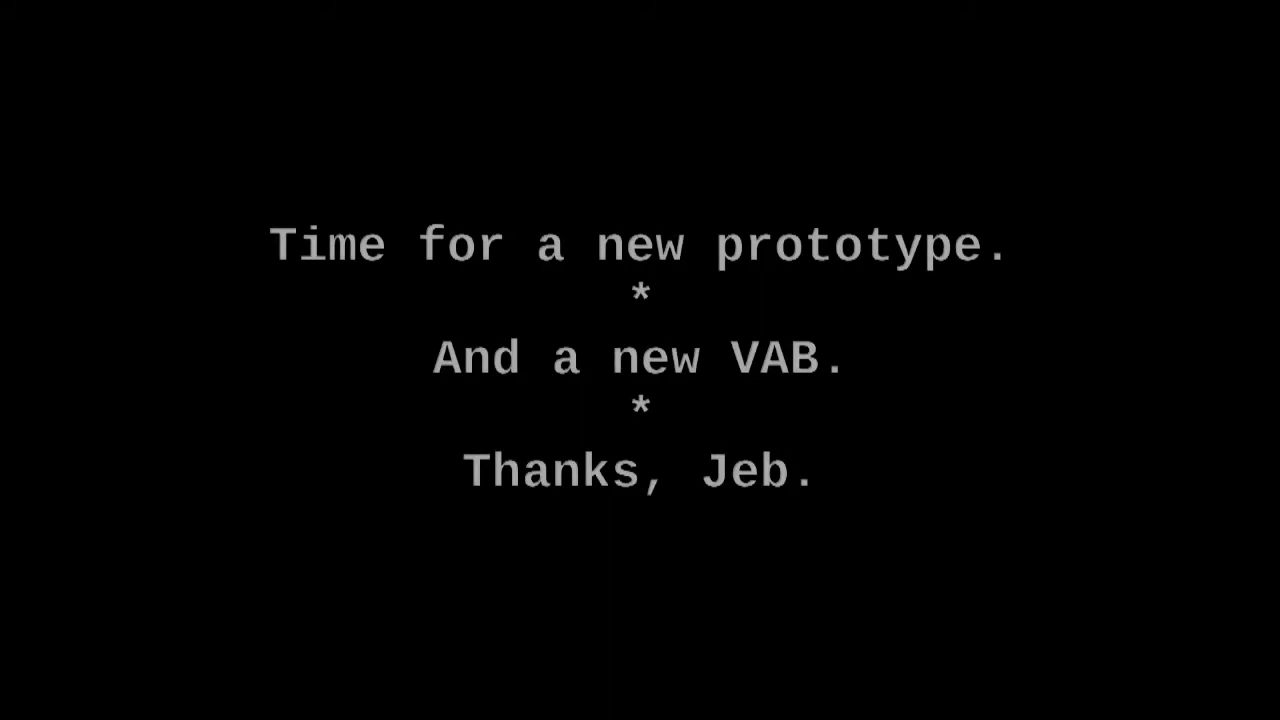 Time for a new prototype.
*
And a new VAB.
*
Thanks, Jeb.